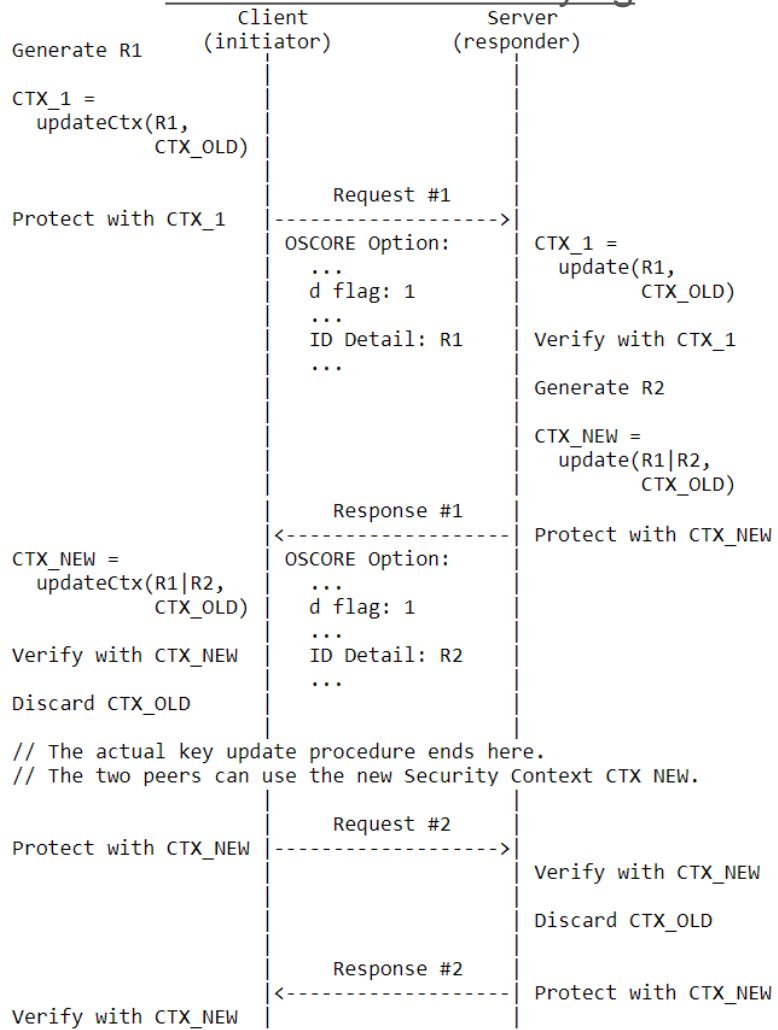 Client Server
Generate R1 (initiator) (responder)
CTX_1 =
updateCtx(R1,
CTX_OLD)
Request #1
Protect with CTX_1 |------------------->|
OSCORE Option: CTX_1 =
... update(R1,
d flag: 1 CTX_OLD)
...
ID Detail: R1 Verify with CTX_1
...
Generate R2
CTX_NEW =
update(R1|R2,
CTX_OLD)
Response #1
|<-------------------| Protect with CTX_NEW
CTX_NEW = OSCORE Option:
updateCtx(R1|R2, ...
CTX_OLD) d flag: 1
...
Verify with CTX_NEW ID Detail: R2
...
Discard CTX_OLD
// The actual key update procedure ends here.
// The two peers can use the new Security Context CTX NEW.
Request #2
Protect with CTX_NEW |------------------->|
Verify with CTX_NEW
Discard CTX_OLD
Response #2
|<-------------------| Protect with CTX_NEW
Verify with CTX_NEW